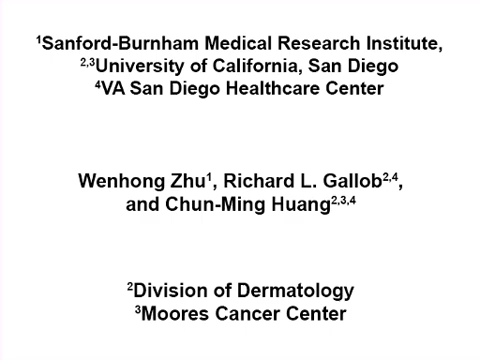 ¹Sanford-Burnham Medical Research Institute,
²,³University of California, San Diego
⁴VA San Diego Healthcare Center
Wenhong Zhu¹, Richard L. Gallob²,⁴,
and Chun-Ming Huang²,³,⁴
²Division of Dermatology
³Moores Cancer Center